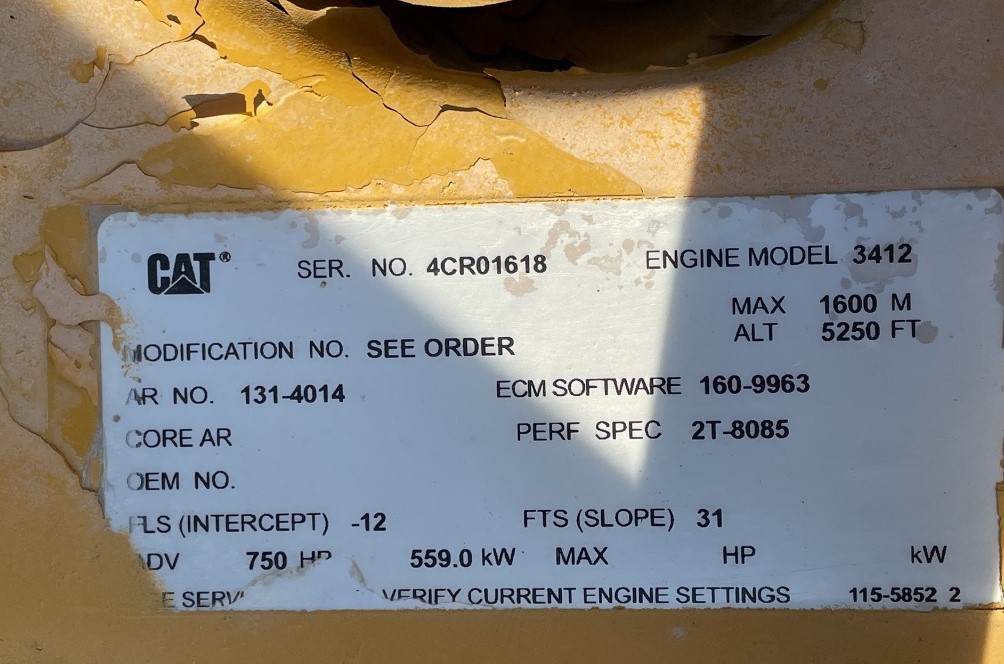 CAT® SER. NO. 4CR01618 ENGINE MODEL 3412
MAX 1600 M
ALT 5250 FT
MODIFICATION NO. SEE ORDER
AR NO. 131-4014 ECM SOFTWARE 160-9963
CORE AR PERF SPEC 2T-8085
OEM NO.
FLS (INTERCEPT) -12 FTS (SLOPE) 31
ADV 750 HP 559.0 kW MAX HP kW
VERIFY CURRENT ENGINE SETTINGS 115-5852 2